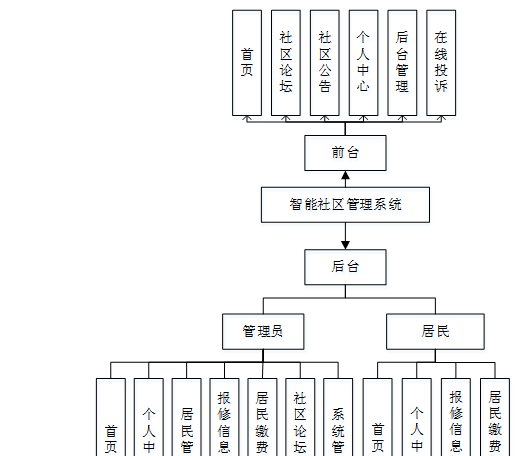 首页
社区论坛
社区公告
个人中心
后台管理
在线投诉
前台
智能社区管理系统
后台
管理员
居民
首页
个人中
居民管
报修信息
居民缴费
社区论坛
系统管
首页
个人中
报修信息
居民缴费